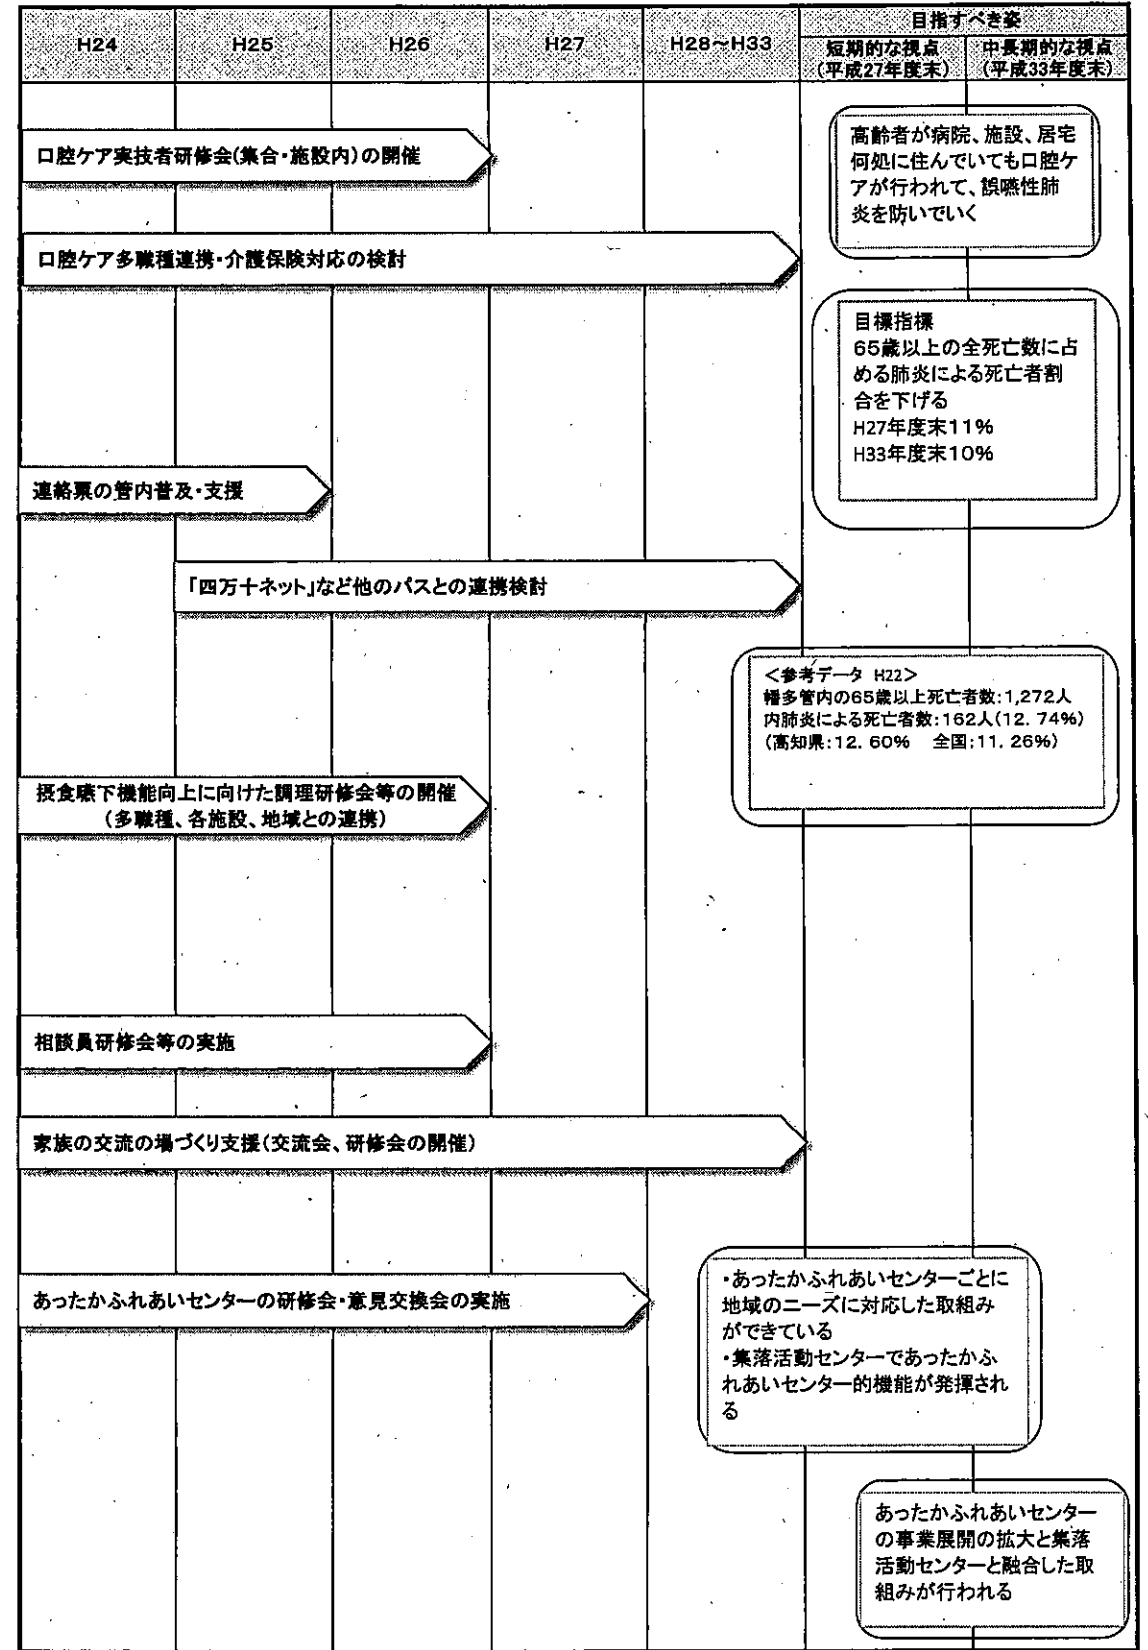 H24
H25
H26
H27
H28～H33
目指すべき姿
短期的な視点
(平成27年度末)
中長期的な視点
(平成33年度末)
口腔ケア実技者研修会(集合・施設内)の開催
高齢者が病院、施設、居宅
何処に住んでいても口腔ケ
アが行われて、誤嚥性肺
炎を防いでいく
口腔ケア多職種連携・介護保険対応の検討
目標指標
65歳以上の全死亡数に占
める肺炎による死亡者割
合を下げる
H27年度末11%
H33年度末10%
連絡票の管内普及・支援
「四万十ネット」など他のパスとの連携検討
＜参考データ H22＞
幡多管内の65歳以上死亡者数:1,272人
内肺炎による死亡者数:162人(12．74%)
(高知県:12．60%　全国:11．26%)
摂食嚥下機能向上に向けた調理研修会等の開催
(多職種、各施設、地域との連携)
相談員研修会等の実施
家族の交流の場づくり支援(交流会、研修会の開催)
あったかふれあいセンターの研修会・意見交換会の実施
・あったかふれあいセンターごとに
地域のニーズに対応した取組み
ができている
・集落活動センターであったかふ
れあいセンター的機能が発揮され
る
あったかふれあいセンター
の事業展開の拡大と集落
活動センターと融合した取
組みが行われる